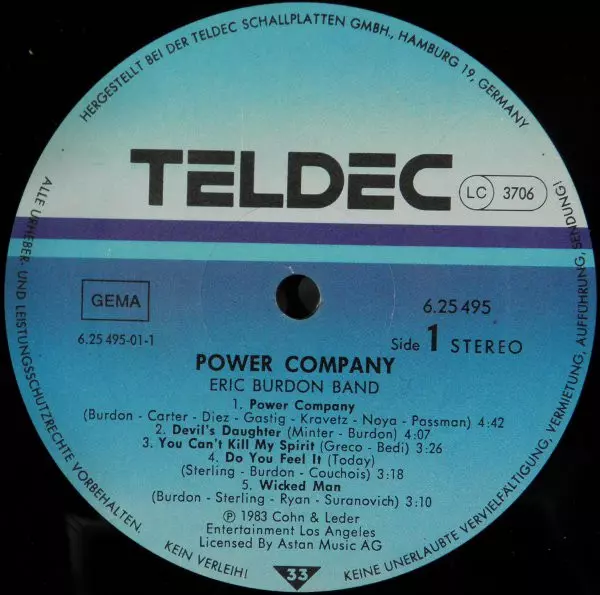 HERGESTELLT BEI DER TELDEC SCHALLPLATTEN GMBH., HAMBURG 19, GERMANY
TELDEC
LC 3706
GEMA
6.25 495-01-1
6.25 495
Side 1 STEREO
POWER COMPANY
ERIC BURDON BAND
1. Power Company
(Burdon - Carter - Diez - Gastig - Kravetz - Noya - Passman) 4:42
2. Devil's Daughter (Minter - Burdon) 4:07
3. You Can't Kill My Spirit (Greco - Bedi) 3:26
4. Do You Feel It (Today)
(Sterling - Burdon - Couchois) 3:18
5. Wicked Man
(Burdon - Sterling - Ryan - Suranovich) 3:10
℗ 1983 Cohn & Leder
Entertainment Los Angeles
Licensed By Astan Music AG
33
ALLE URHEBER- UND LEISTUNGSSCHUTZRECHTE VORBEHALTEN.
KEIN VERLEIH!
KEINE UNERLAUBTE VERVIELFÄLTIGUNG, VERMIETUNG, AUFFÜHRUNG, SENDUNG!